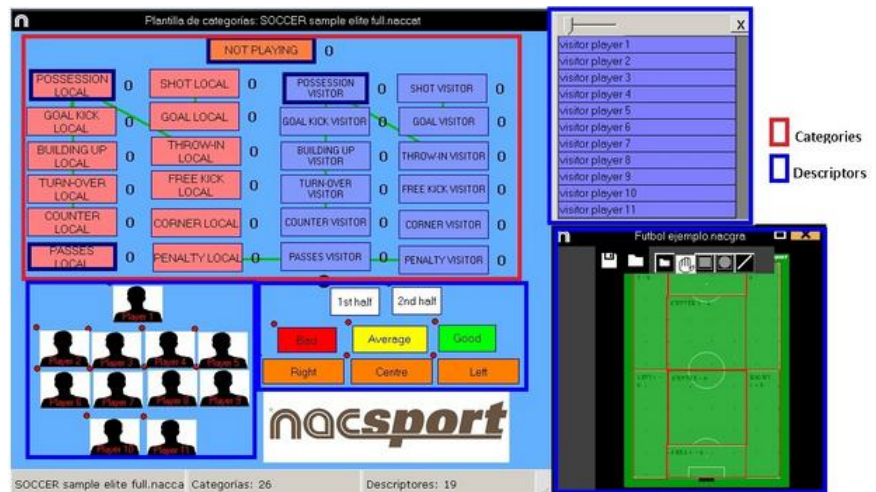 Plantilla de categorias: SOCCER sample elite full.naccat
NOT PLAYING 0
POSSESSION LOCAL 0
SHOT LOCAL 0
POSSESSION VISITOR 0
SHOT VISITOR 0
GOAL KICK LOCAL 0
GOAL LOCAL 0
GOAL KICK VISITOR 0
GOAL VISITOR 0
BUILDING UP LOCAL 0
THROW-IN LOCAL 0
BUILDING UP VISITOR 0
THROW-IN VISITOR 0
TURN-OVER LOCAL 0
FREE KICK LOCAL 0
TURN-OVER VISITOR 0
FREE KICK VISITOR 0
COUNTER LOCAL 0
CORNER LOCAL 0
COUNTER VISITOR 0
CORNER VISITOR 0
PASSES LOCAL 0
PENALTY LOCAL 0
PASSES VISITOR 0
PENALTY VISITOR 0
Player 1
Player 2 Player 3 Player 4 Player 5
Player 6 Player 7 Player 8 Player 9
Player 10 Player 11
1st half 2nd half
Bad Average Good
Right Centre Left
nacsport
SOCCER sample elite full.nacca Categorias: 26 Descriptores: 19
X
visitor player 1
visitor player 2
visitor player 3
visitor player 4
visitor player 5
visitor player 6
visitor player 7
visitor player 8
visitor player 9
visitor player 10
visitor player 11
Categories
Descriptors
Futbol ejemplo.nacgra